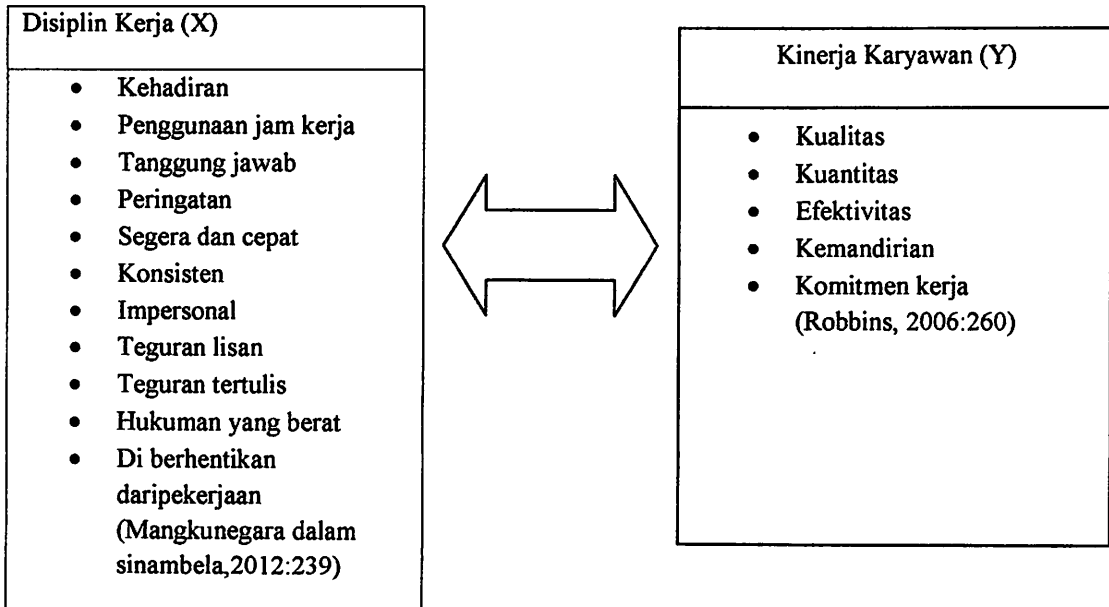 Disiplin Kerja (X)
• Kehadiran
• Penggunaan jam kerja
• Tanggung jawab
• Peringatan
• Segera dan cepat
• Konsisten
• Impersonal
• Teguran lisan
• Teguran tertulis
• Hukuman yang berat
• Di berhentikan
daripekerjaan
(Mangkunegara dalam
sinambela,2012:239)
Kinerja Karyawan (Y)
• Kualitas
• Kuantitas
• Efektivitas
• Kemandirian
• Komitmen kerja
(Robbins, 2006:260)